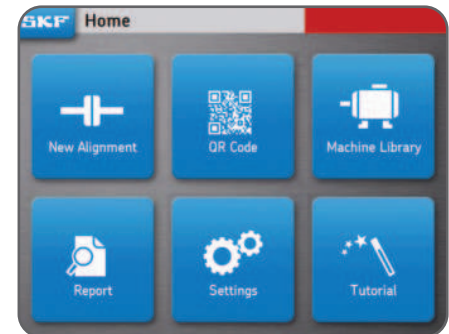 SKF Home
New Alignment QR Code Machine Library
Report Settings Tutorial